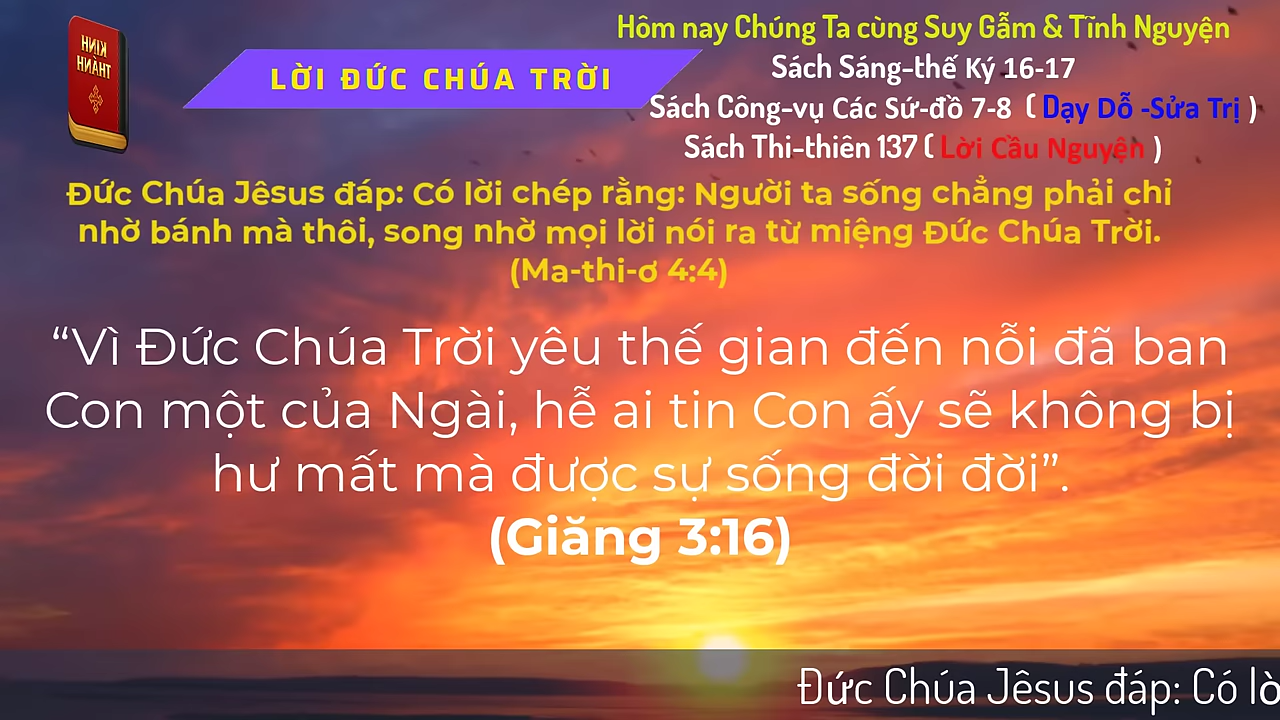 KINH
THÁNH
LỜI ĐỨC CHÚA TRỜI
Hôm nay Chúng Ta cùng Suy Gẫm & Tĩnh Nguyện
Sách Sáng-thế Ký 16-17
Sách Công-vụ Các Sứ-đồ 7-8 ( Dạy Dỗ -Sửa Trị )
Sách Thi-thiên 137 ( Lời Cầu Nguyện )
Đức Chúa Jêsus đáp: Có lời chép rằng: Người ta sống chẳng phải chỉ
nhờ bánh mà thôi, song nhờ mọi lời nói ra từ miệng Đức Chúa Trời.
(Ma-thi-ơ 4:4)
“Vì Đức Chúa Trời yêu thế gian đến nỗi đã ban
Con một của Ngài, hễ ai tin Con ấy sẽ không bị
hư mất mà được sự sống đời đời”.
(Giăng 3:16)
Đức Chúa Jêsus đáp: Có lờ